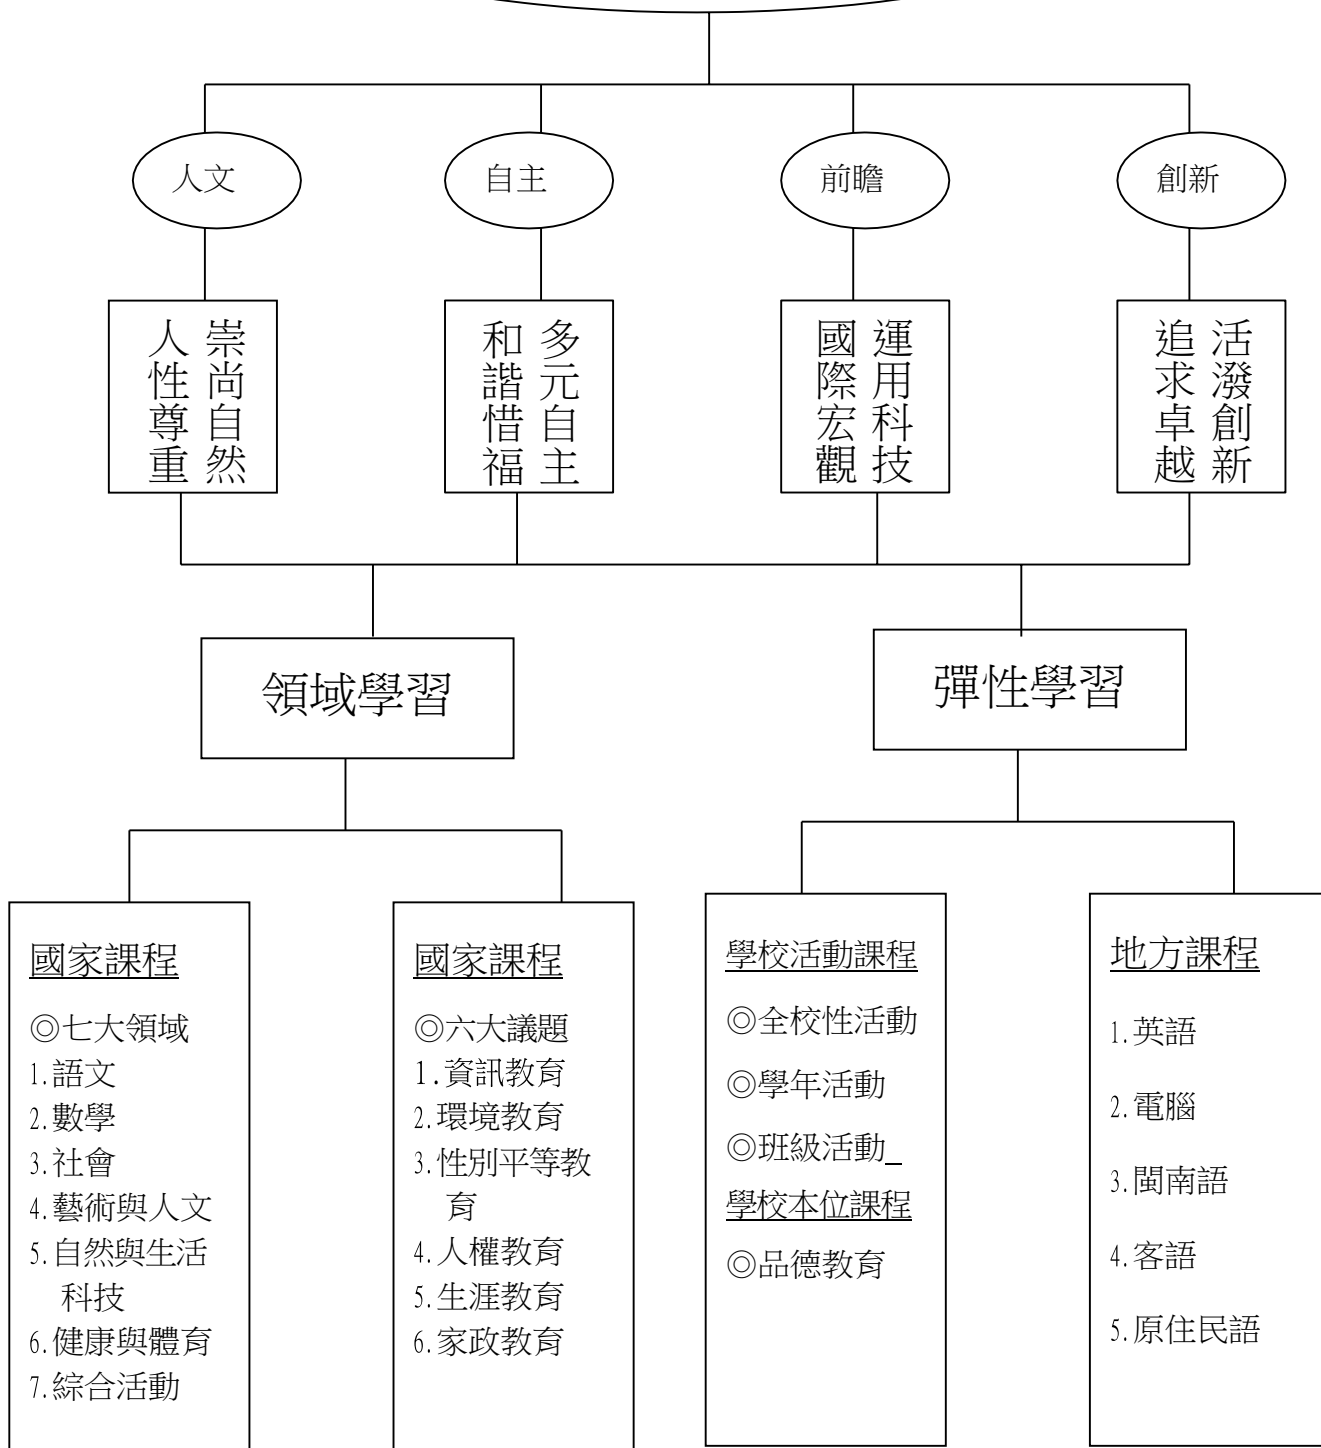 人文
自主
前瞻
創新
崇尚自然
人性尊重
多元自主
和諧惜福
運用科技
國際宏觀
活潑創新
追求卓越
領域學習
彈性學習
國家課程
◎七大領域
1.語文
2.數學
3.社會
4.藝術與人文
5.自然與生活
科技
6.健康與體育
7.綜合活動
國家課程
◎六大議題
1.資訊教育
2.環境教育
3.性別平等教
育
4.人權教育
5.生涯教育
6.家政教育
學校活動課程
◎全校性活動
◎學年活動
◎班級活動_
學校本位課程
◎品德教育
地方課程
1.英語
2.電腦
3.閩南語
4.客語
5.原住民語